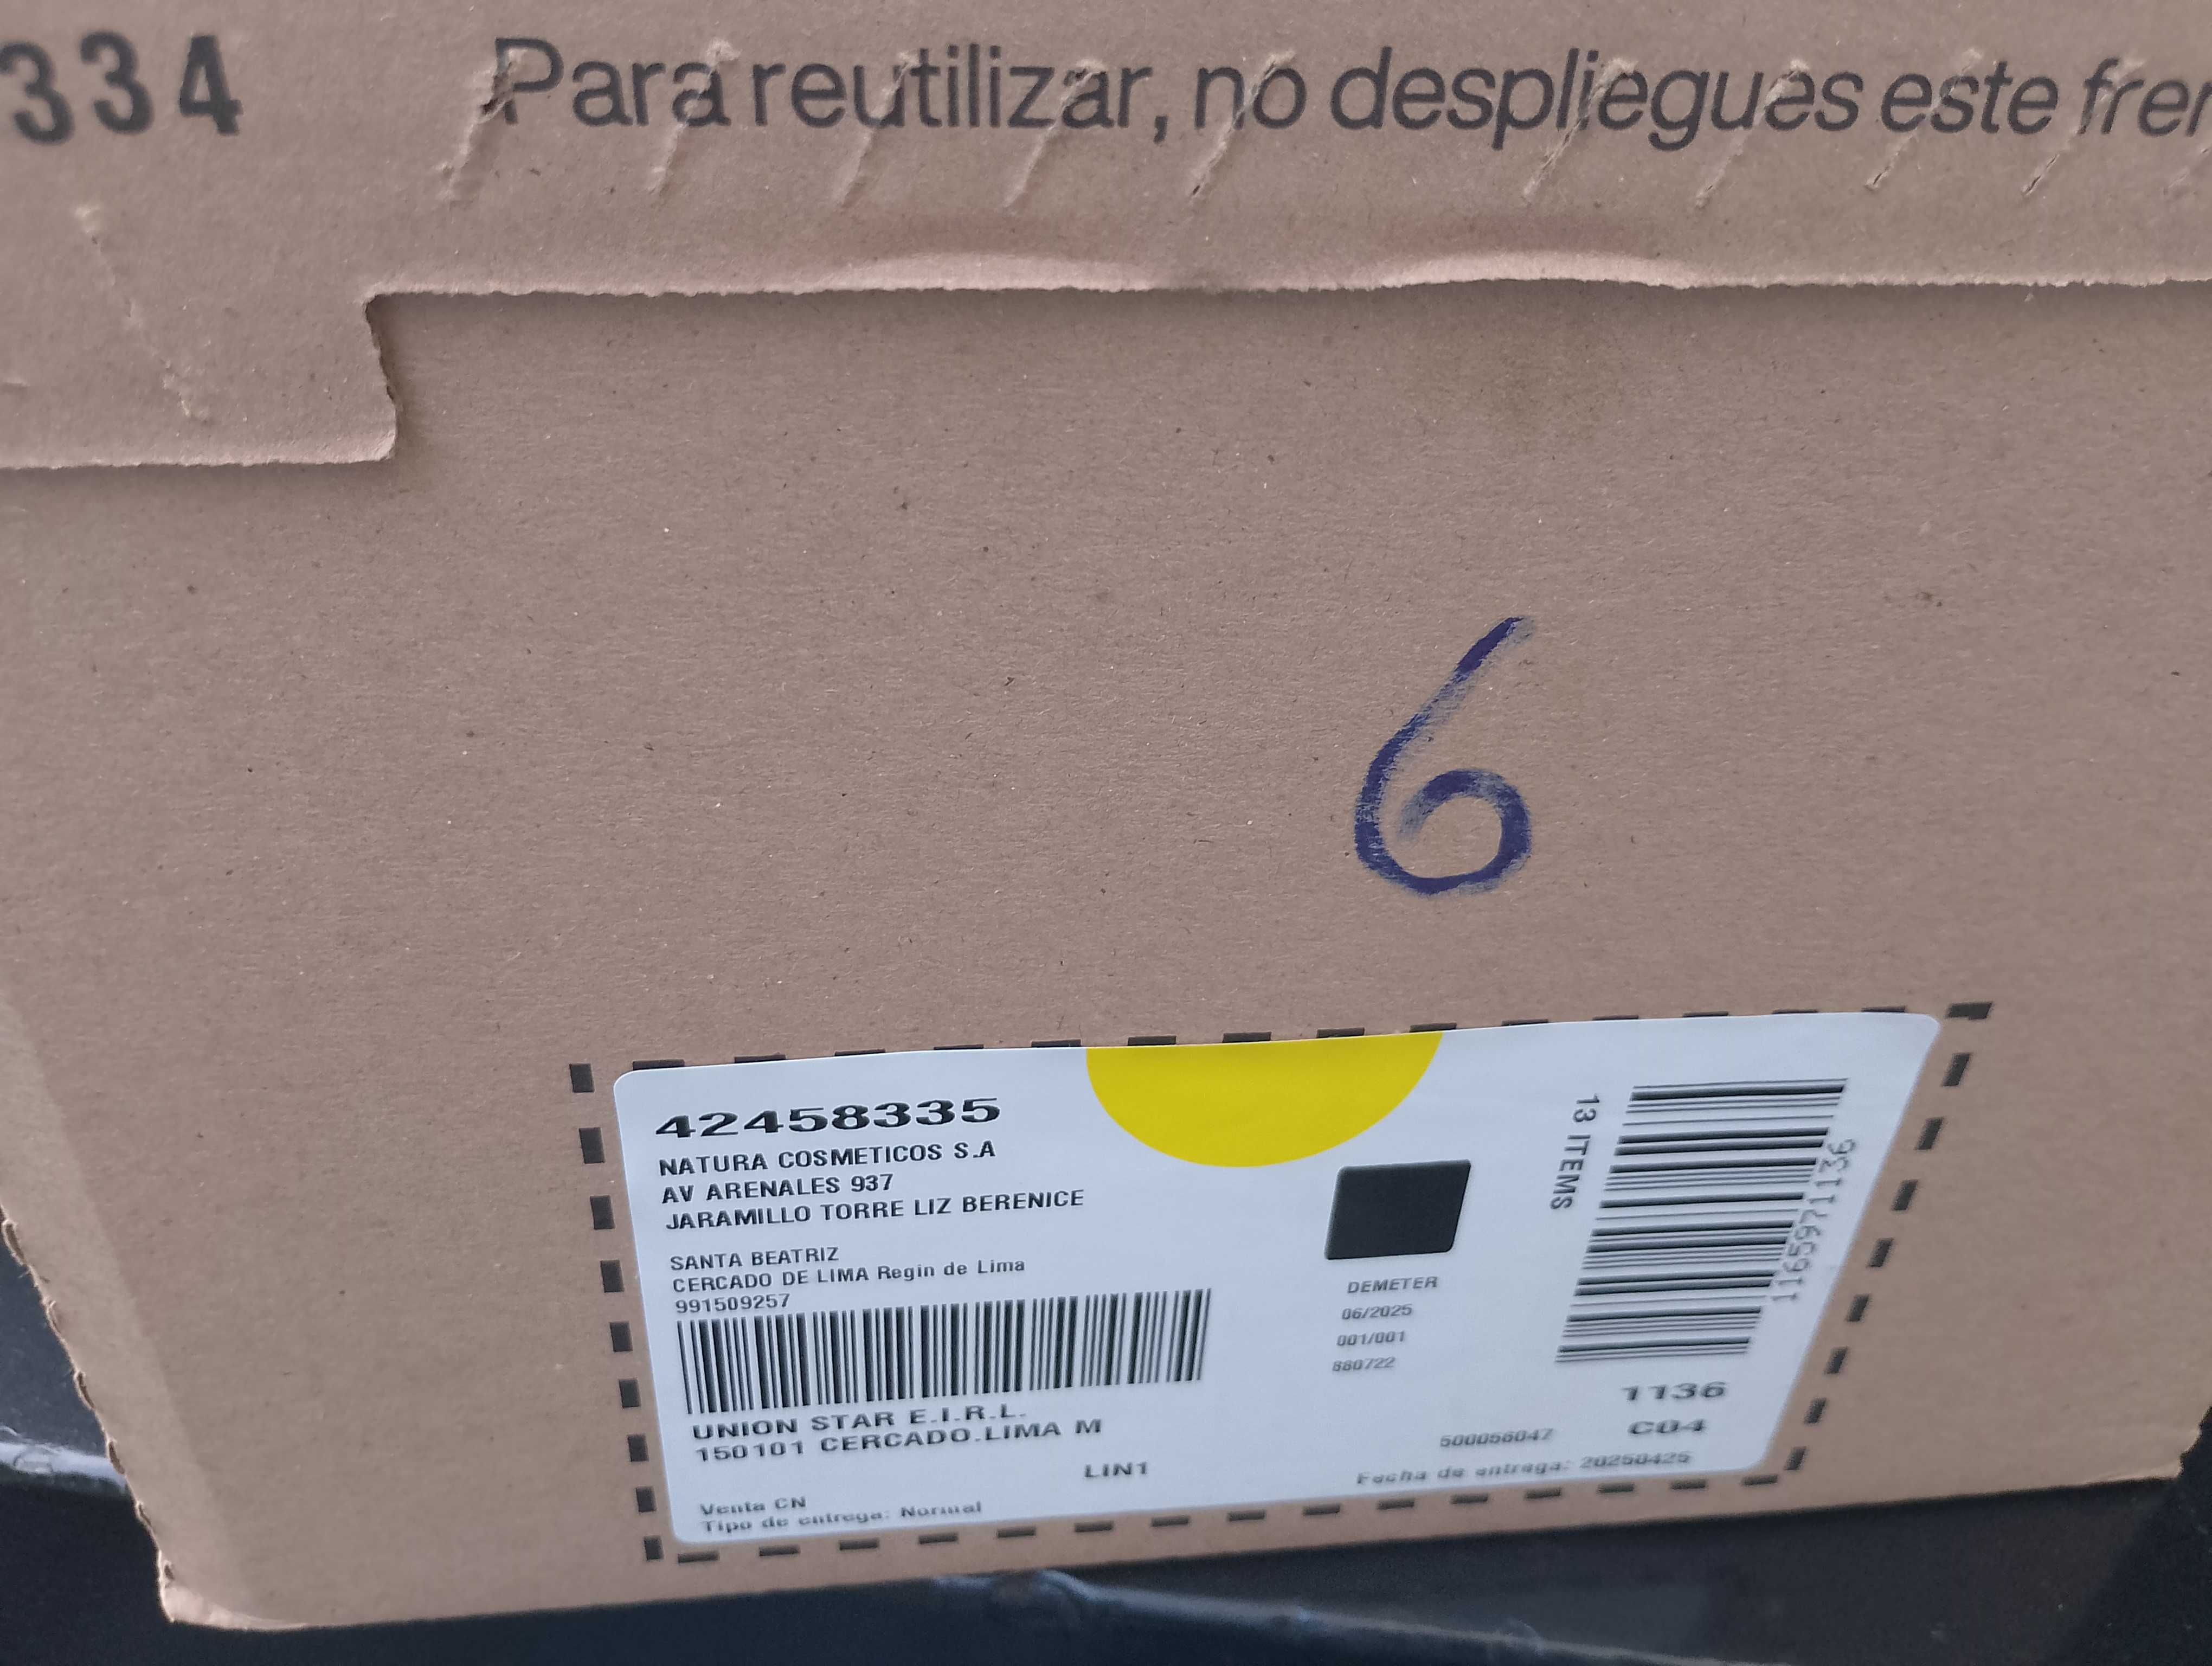 334
Para reutilizar, no despliegues este fren
6
42458335
NATURA COSMETICOS S.A
AV ARENALES 937
JARAMILLO TORRE LIZ BERENICE
SANTA BEATRIZ
CERCADO DE LIMA Regin de Lima
991509257
UNION STAR E.I.R.L.
150101 CERCADO.LIMA M
LIN1
Venta CN
Tipo de entrega: Normal
DEMETER
06/2025
001/001
880722
13 ITEMS
1165971136
1136
C04
500056047
Fecha de entrega: 20250425